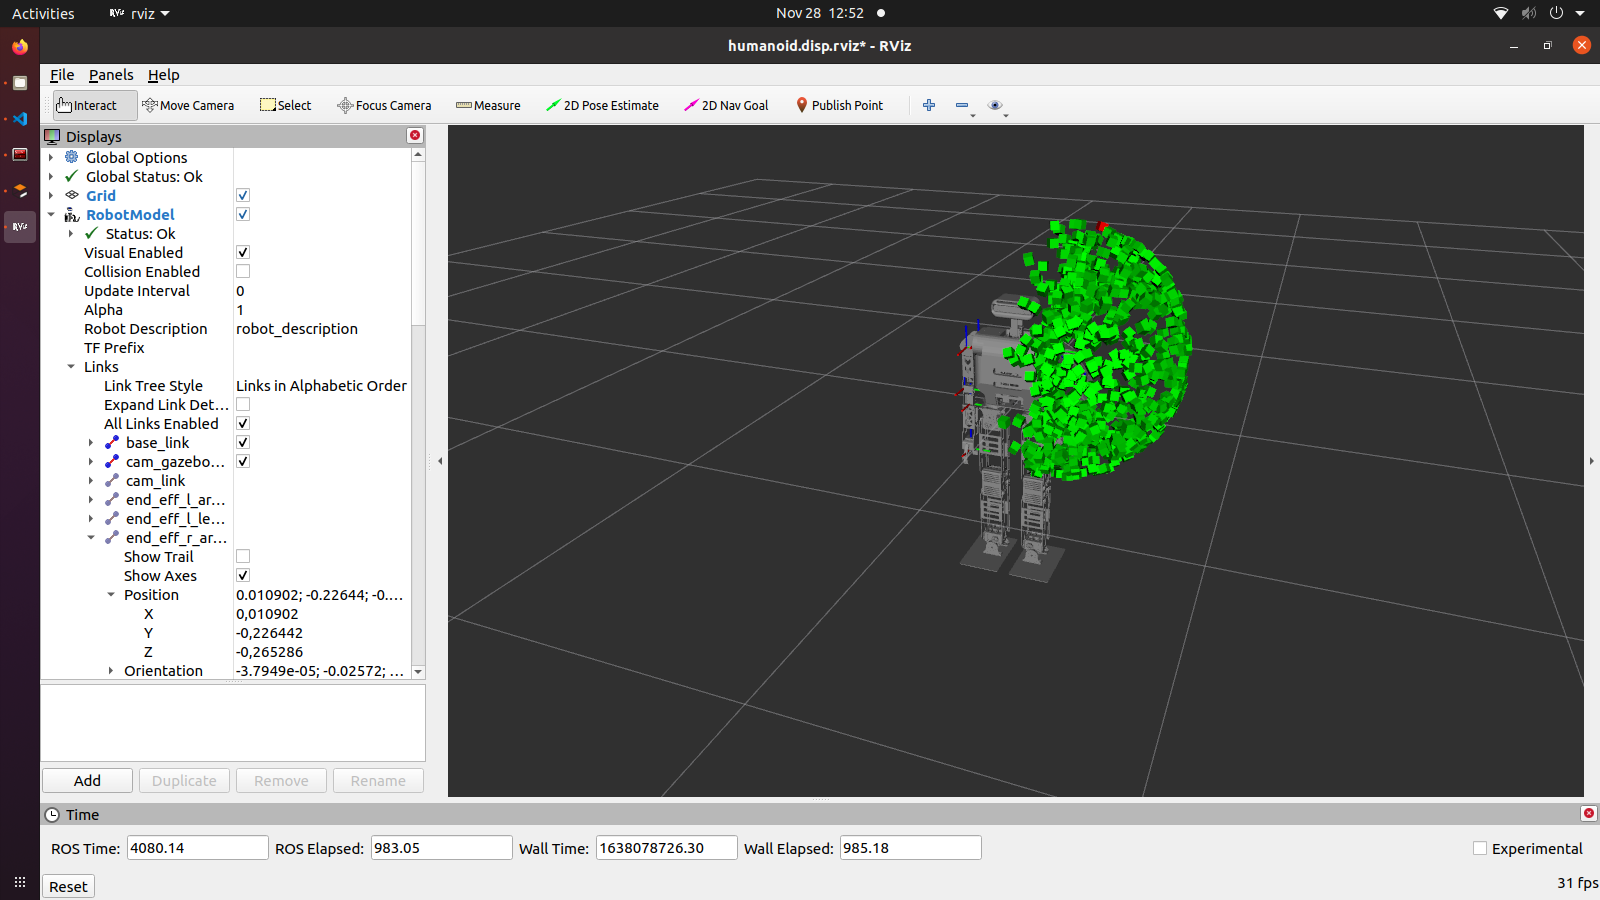 Activities RViz rviz Nov 28 12:52
humanoid.disp.rviz* - RViz
File Panels Help
Interact Move Camera Select Focus Camera Measure 2D Pose Estimate 2D Nav Goal Publish Point
Displays
Global Options
Global Status: Ok
Grid
RobotModel
Status: Ok
Visual Enabled
Collision Enabled
Update Interval 0
Alpha 1
Robot Description robot_description
TF Prefix
Links
Link Tree Style Links in Alphabetic Order
Expand Link Det...
All Links Enabled
base_link
cam_gazebo...
cam_link
end_eff_l_ar...
end_eff_l_le...
end_eff_r_ar...
Show Trail
Show Axes
Position 0.010902; -0.22644; -0....
X 0,010902
Y -0,226442
Z -0,265286
Orientation -3.7949e-05; -0.02572; ...
RViz
Add Duplicate Remove Rename
Time
ROS Time: 4080.14 ROS Elapsed: 983.05 Wall Time: 1638078726.30 Wall Elapsed: 985.18 Experimental
Reset 31 fps